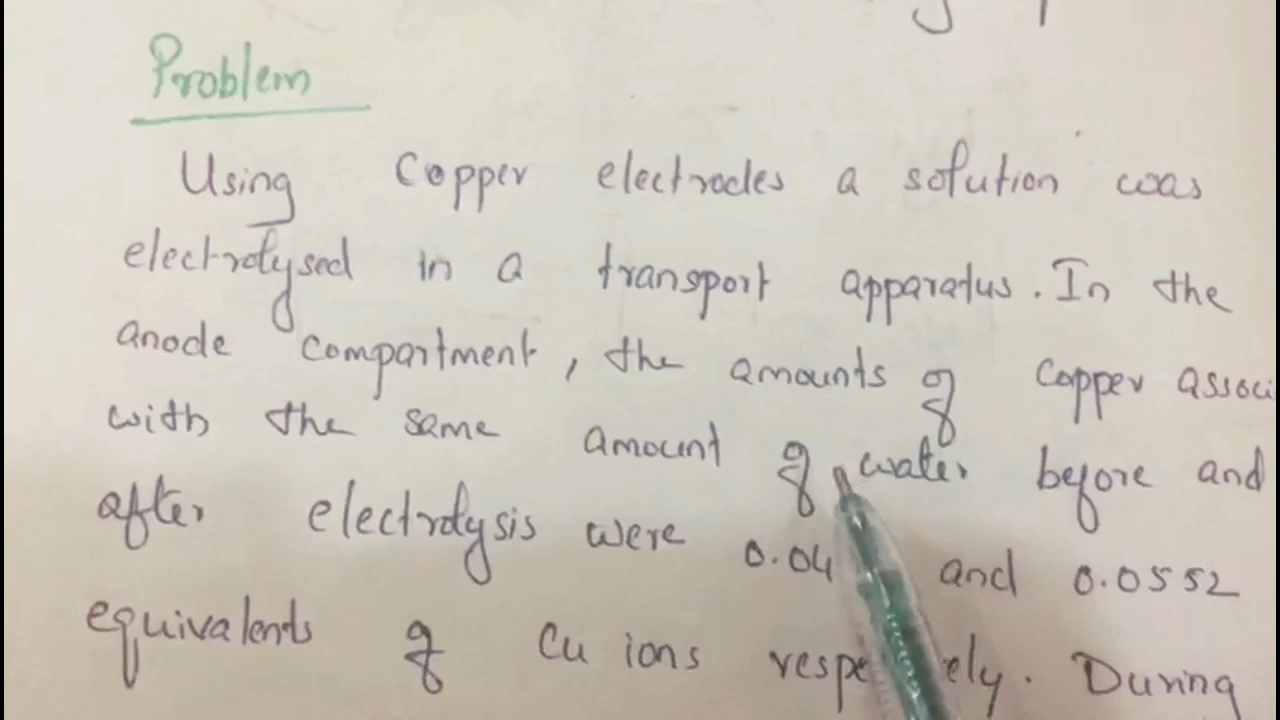 Problem
Using Copper electrodes a solution was
electrolysed in a transport apparatus. In the
anode compartment, the amounts of Copper associ
with the same amount of water before and
after electrolysis were 0.04 and 0.0552
equivalents of Cu ions respe ely. During